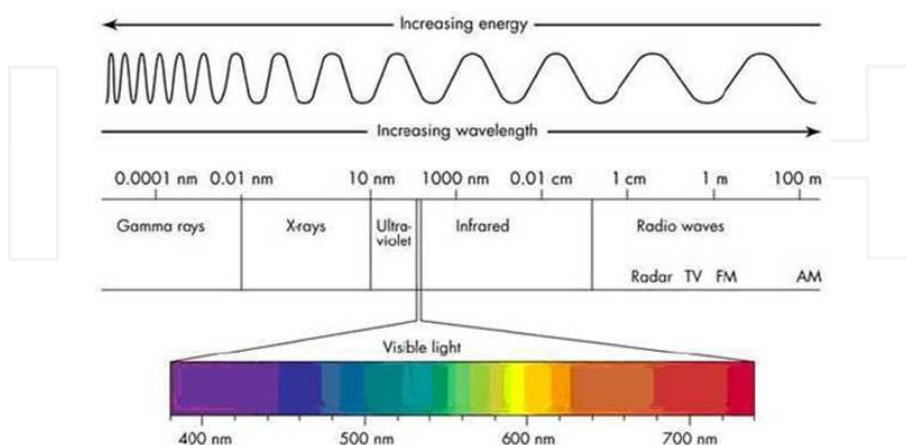 Increasing energy
Increasing wavelength
0.0001 nm 0.01 nm 10 nm 1000 nm 0.01 cm 1 cm 1 m 100 m
Gamma rays X-rays Ultra-
violet Infrared Radio waves
Radar TV FM AM
Visible light
400 nm 500 nm 600 nm 700 nm